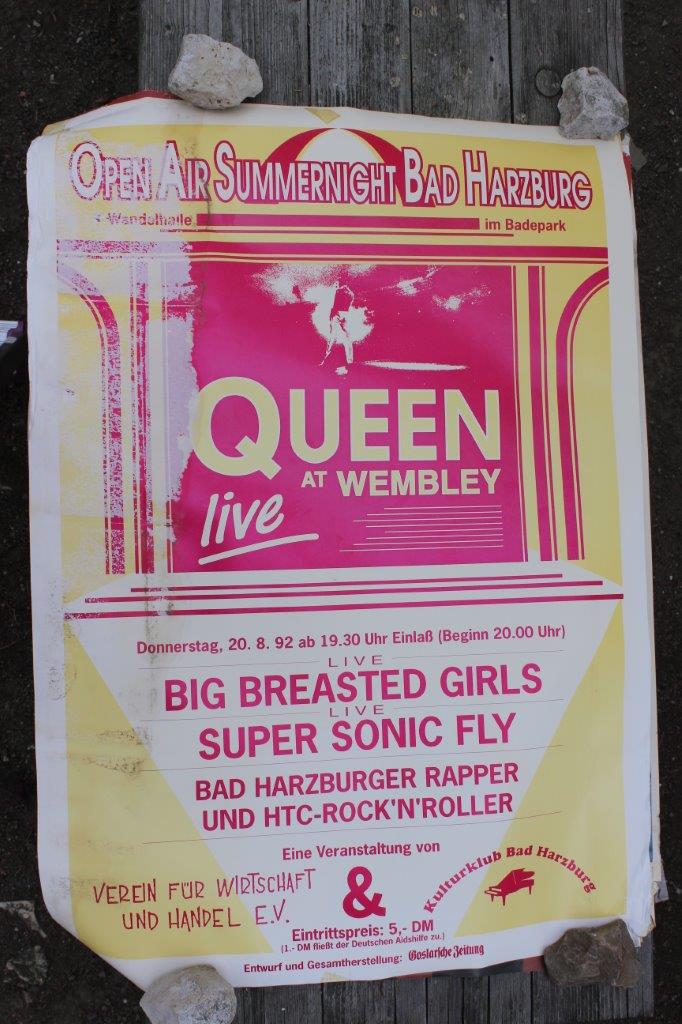 OPEN AIR SUMMERNIGHT BAD HARZBURG
Wandelhalle im Badepark
QUEEN
AT WEMBLEY
live
Donnerstag, 20. 8. 92 ab 19.30 Uhr Einlaß (Beginn 20.00 Uhr)
LIVE
BIG BREASTED GIRLS
LIVE
SUPER SONIC FLY
BAD HARZBURGER RAPPER
UND HTC-ROCK'N'ROLLER
Eine Veranstaltung von
VEREIN FÜR WIRTSCHAFT
UND HANDEL E.V.
&
Kulturklub Bad Harzburg
Eintrittspreis: 5,- DM
(1.- DM fließt der Deutschen Aidshilfe zu.)
Entwurf und Gesamtherstellung: Goslarsche Zeitung